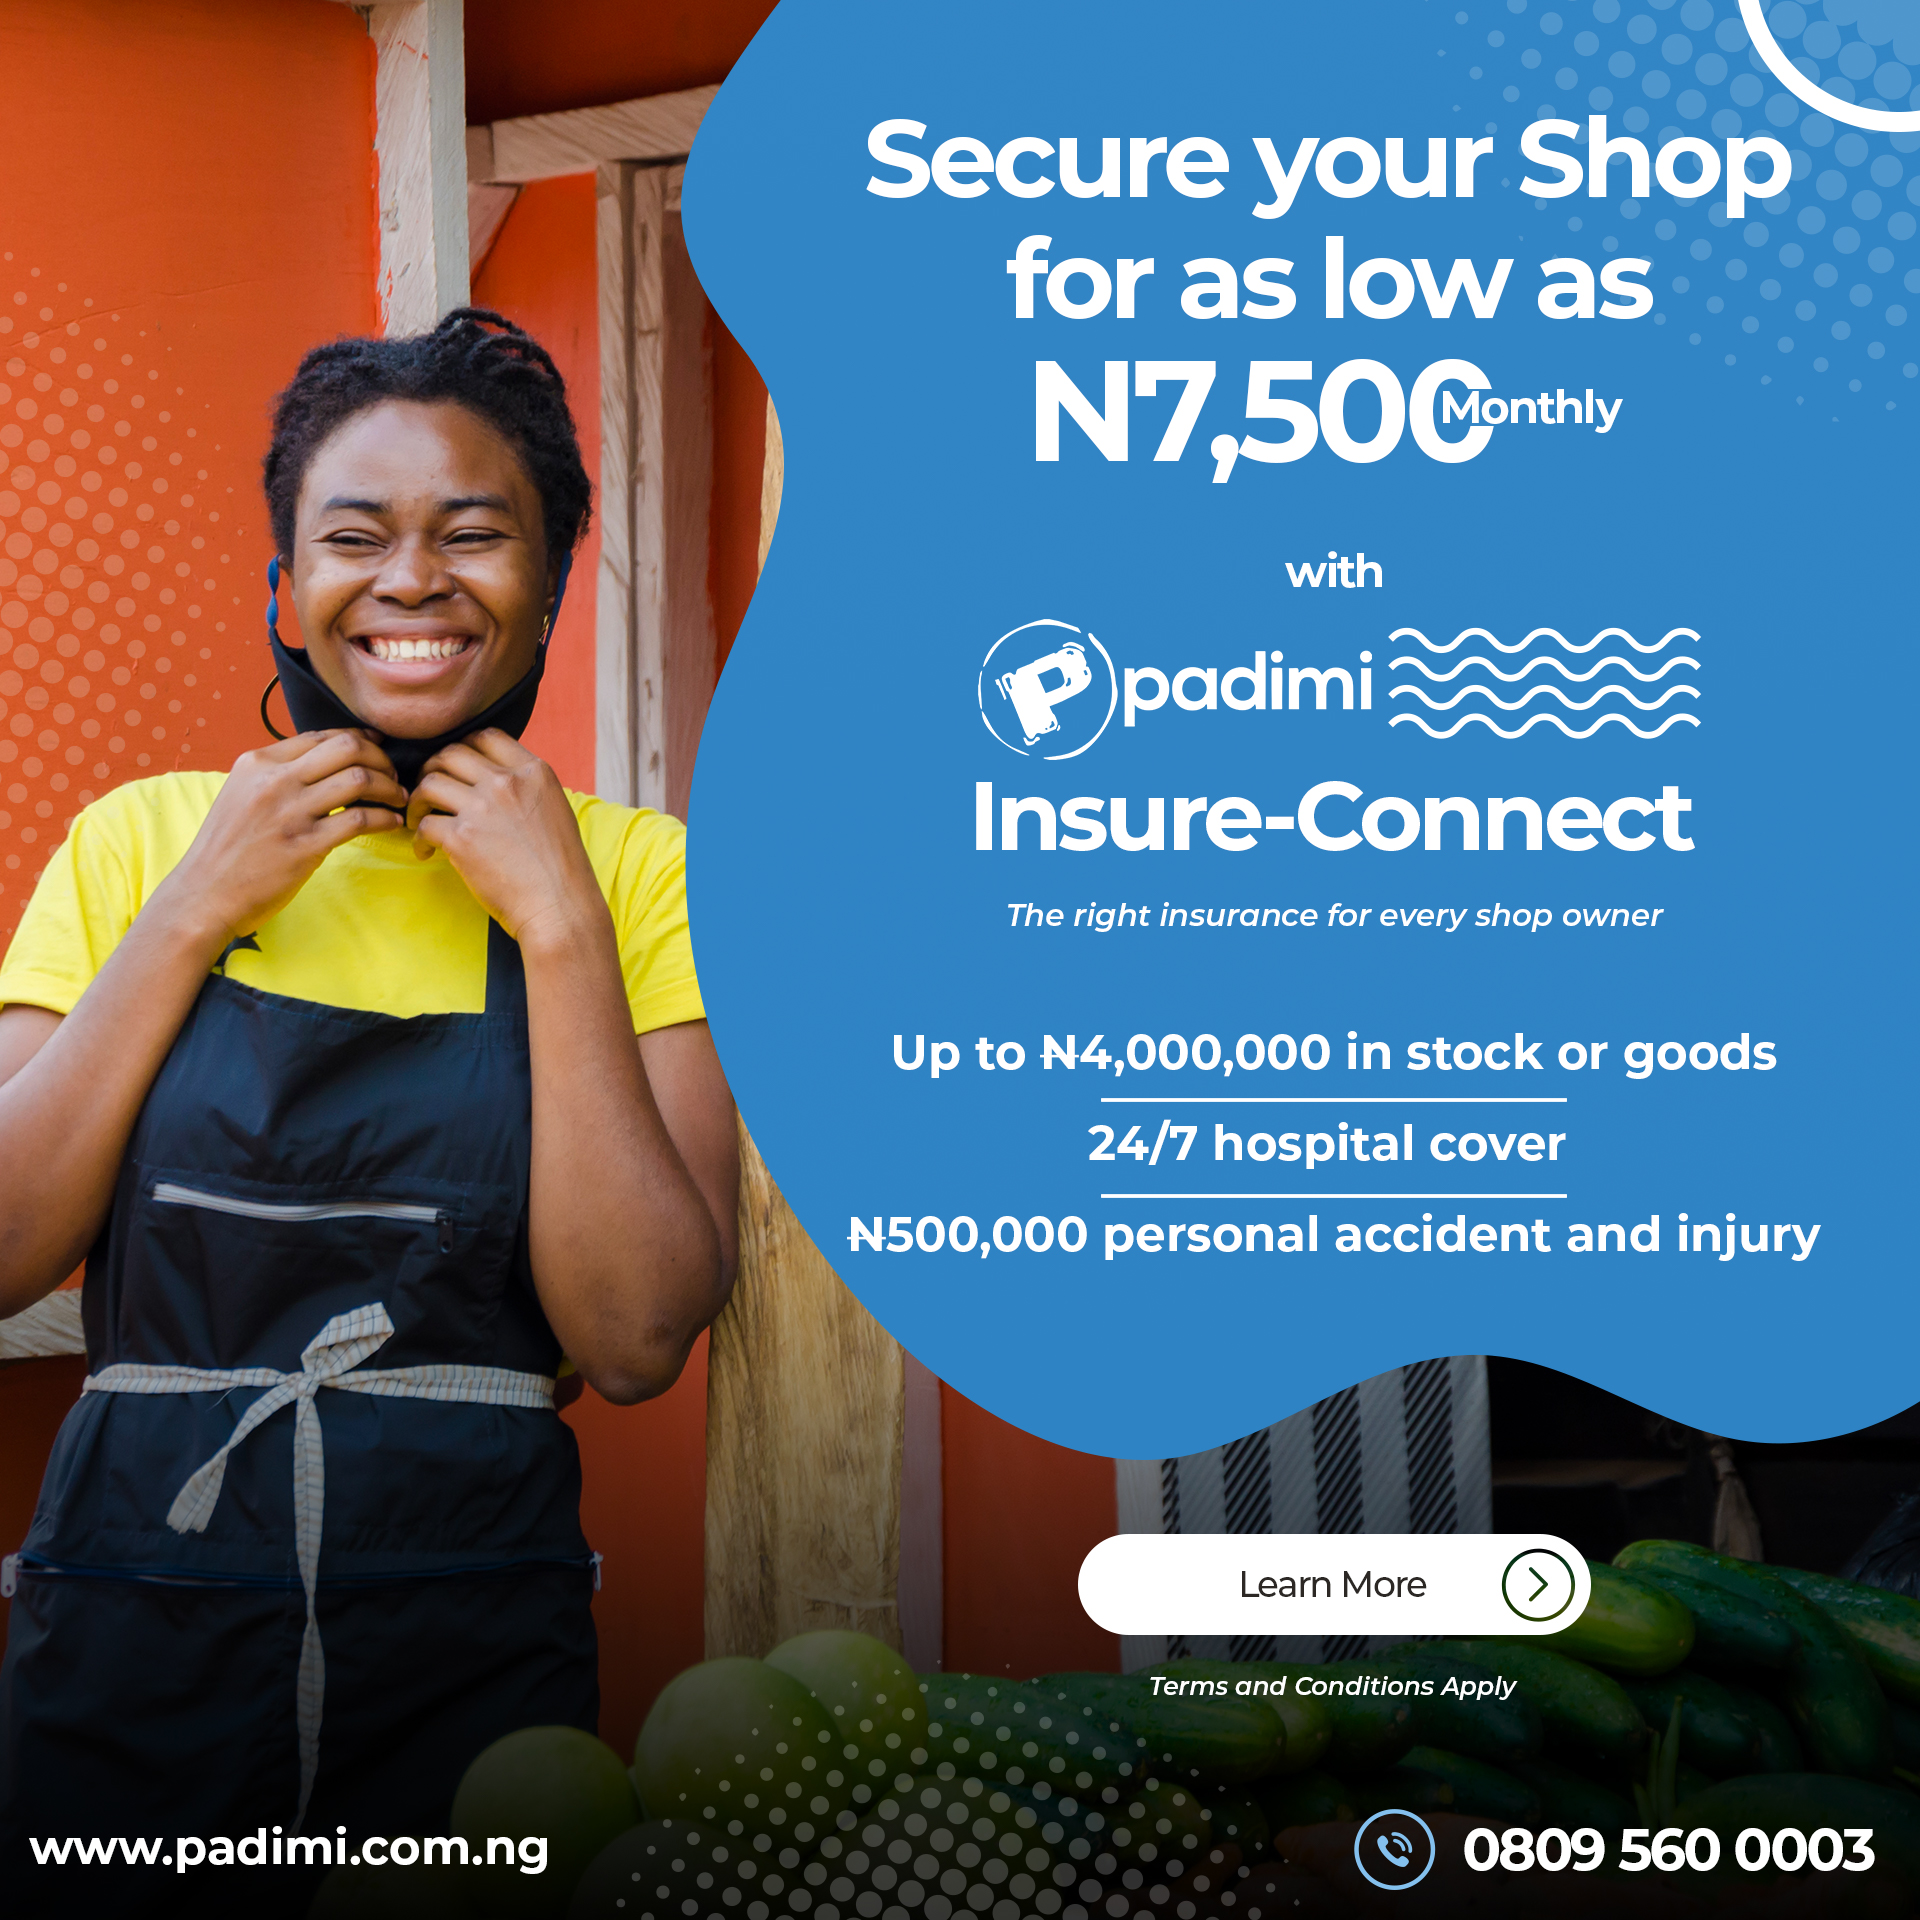 Secure your Shop
for as low as
N7,500 Monthly
with
P padimi
Insure-Connect
The right insurance for every shop owner
Up to ₦4,000,000 in stock or goods
24/7 hospital cover
₦500,000 personal accident and injury
Learn More
Terms and Conditions Apply
www.padimi.com.ng
0809 560 0003